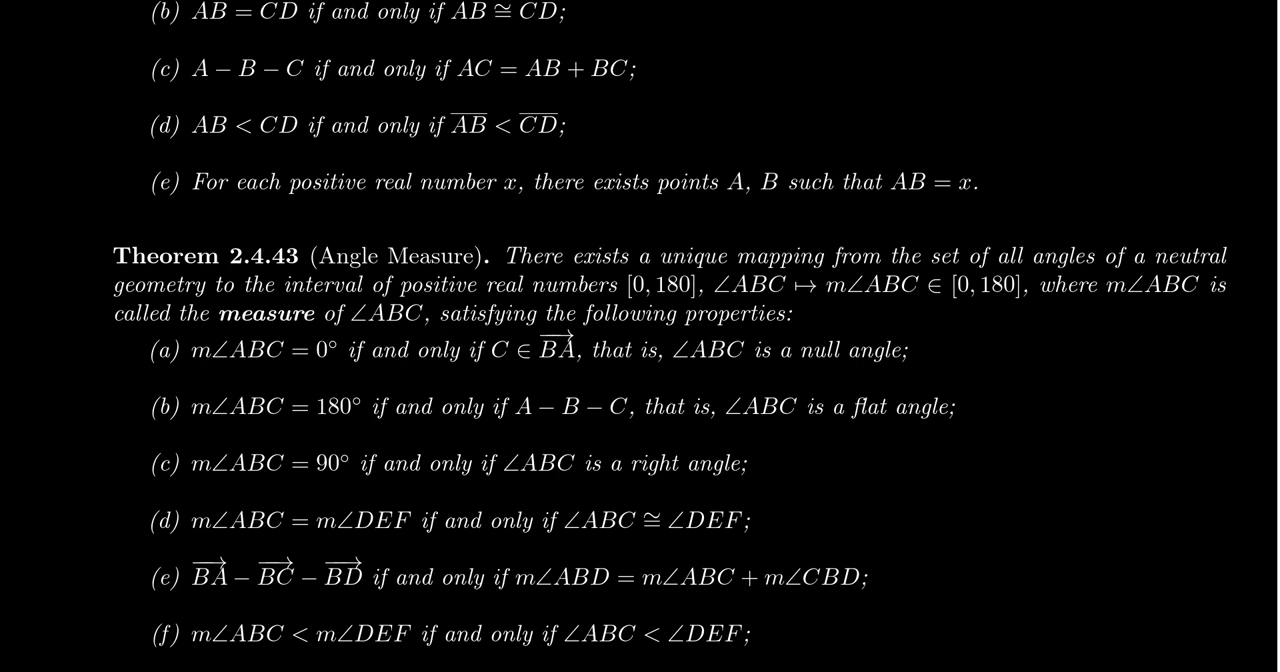 (b) AB = CD if and only if AB ≅ CD;
(c) A − B − C if and only if AC = AB + BC;
(d) AB < CD if and only if A̅B̅ < C̅D̅;
(e) For each positive real number x, there exists points A, B such that AB = x.
Theorem 2.4.43 (Angle Measure). There exists a unique mapping from the set of all angles of a neutral
geometry to the interval of positive real numbers [0, 180], ∠ABC ↦ m∠ABC ∈ [0, 180], where m∠ABC is
called the measure of ∠ABC, satisfying the following properties:
(a) m∠ABC = 0° if and only if C ∈ B⃗A⃗, that is, ∠ABC is a null angle;
(b) m∠ABC = 180° if and only if A − B − C, that is, ∠ABC is a flat angle;
(c) m∠ABC = 90° if and only if ∠ABC is a right angle;
(d) m∠ABC = m∠DEF if and only if ∠ABC ≅ ∠DEF;
(e) B⃗A⃗ − B⃗C⃗ − B⃗D⃗ if and only if m∠ABD = m∠ABC + m∠CBD;
(f) m∠ABC < m∠DEF if and only if ∠ABC < ∠DEF;